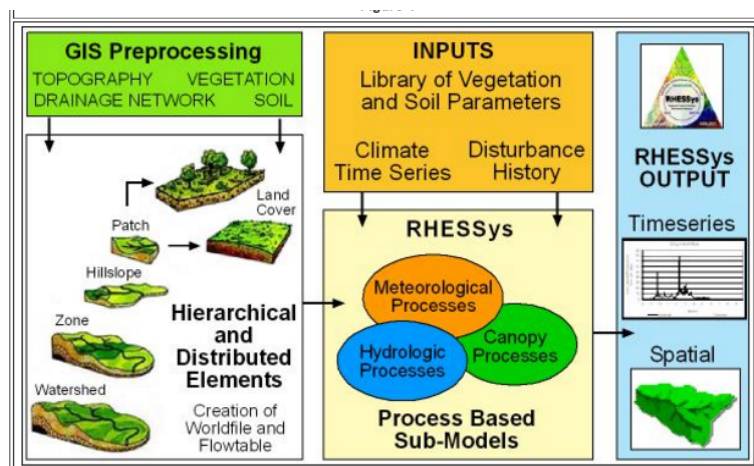 GIS Preprocessing
TOPOGRAPHY VEGETATION
DRAINAGE NETWORK SOIL
Patch
Land
Cover
Hillslope
Zone
Watershed
Hierarchical
and
Distributed
Elements
Creation of
Worldfile and
Flowtable
INPUTS
Library of Vegetation
and Soil Parameters
Climate
Time Series
Disturbance
History
RHESSys
Meteorological
Processes
Hydrologic
Processes
Canopy
Processes
Process Based
Sub-Models
RHESSys
RHESSys
OUTPUT
Timeseries
Spatial